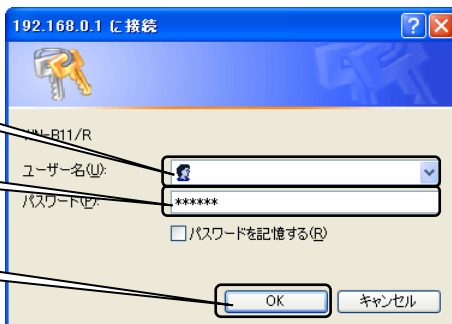 192.168.0.1 に接続
WN-B11/R
ユーザー名(U):
パスワード(P):
******
パスワードを記憶する(R)
OK
キャンセル